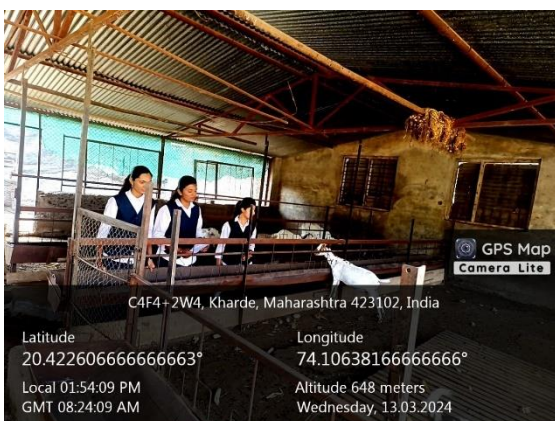 GPS Map
Camera Lite
C4F4+2W4, Kharde, Maharashtra 423102, India
Latitude
20.422606666666663°
Longitude
74.10638166666666°
Local 01:54:09 PM
GMT 08:24:09 AM
Altitude 648 meters
Wednesday, 13.03.2024